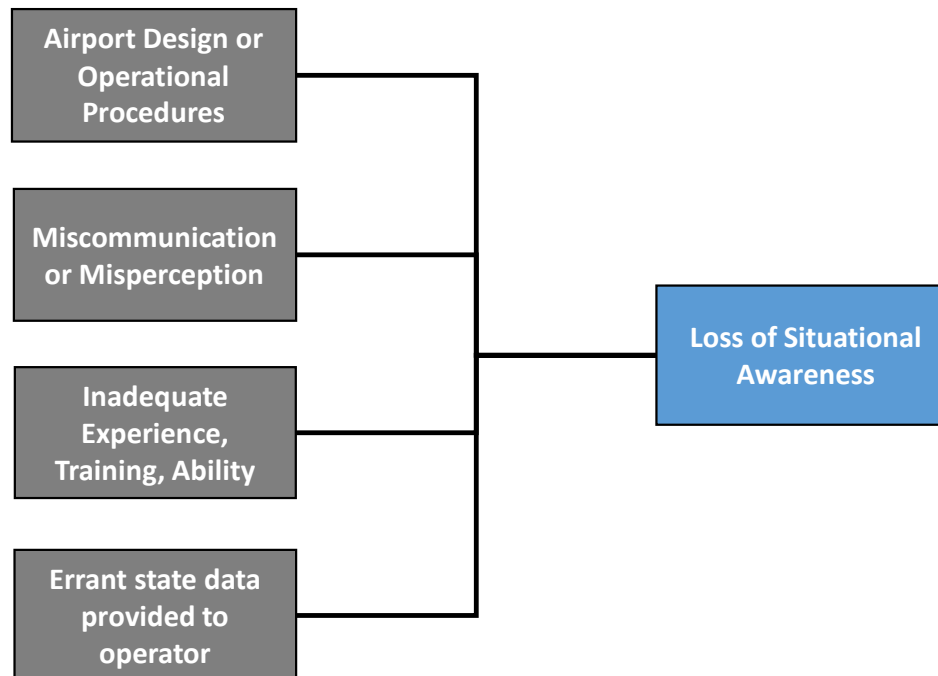 Airport Design or
Operational
Procedures
Miscommunication
or Misperception
Inadequate
Experience,
Training, Ability
Errant state data
provided to
operator
Loss of Situational
Awareness